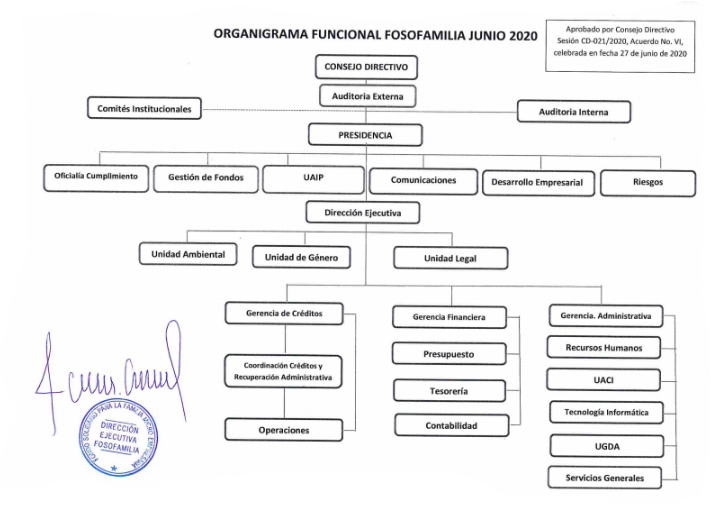 ORGANIGRAMA FUNCIONAL FOSOFAMILIA JUNIO 2020
Aprobado por Consejo Directivo
Sesión CD-021/2020, Acuerdo No. VI,
celebrada en fecha 27 de junio de 2020
CONSEJO DIRECTIVO
Auditoria Externa
Comités Institucionales
Auditoria Interna
PRESIDENCIA
Oficialía Cumplimiento
Gestión de Fondos
UAIP
Comunicaciones
Desarrollo Empresarial
Riesgos
Dirección Ejecutiva
Unidad Ambiental
Unidad de Género
Unidad Legal
Gerencia de Créditos
Gerencia Financiera
Gerencia. Administrativa
Coordinación Créditos y
Recuperación Administrativa
Presupuesto
Recursos Humanos
Tesorería
UACI
Operaciones
Contabilidad
Tecnología Informática
UGDA
Servicios Generales
DIRECCIÓN
EJECUTIVA
FOSOFAMILIA